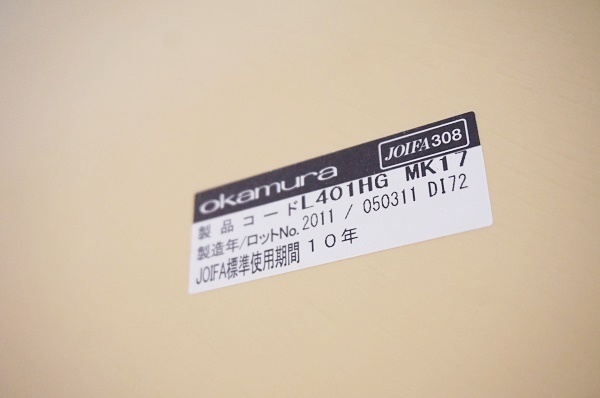 okamura JOIFA308
製品コードL401HG MK17
製造年/ロットNo. 2011 / 050311 DI72
JOIFA標準使用期間 10年